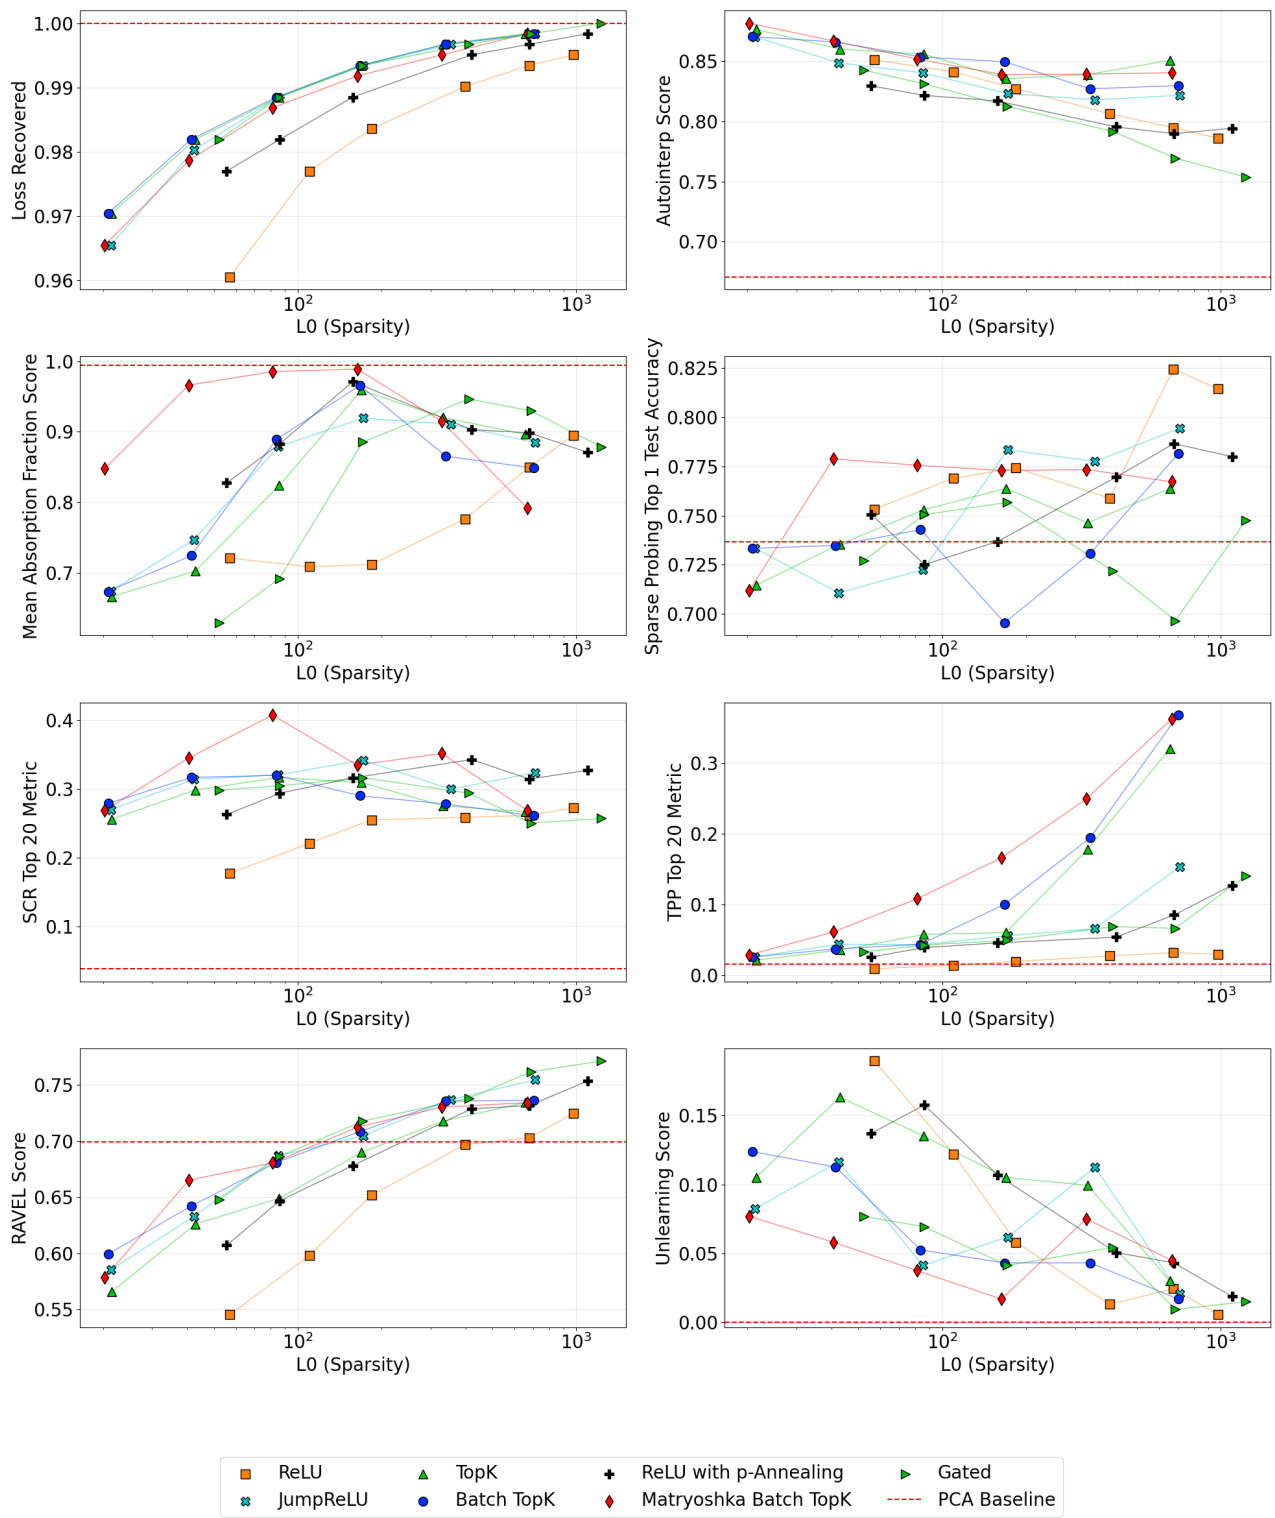 1.00
0.99
0.98
0.97
0.96
Loss Recovered
10²
10³
L0 (Sparsity)
0.85
0.80
0.75
0.70
Autointerp Score
10²
10³
L0 (Sparsity)
1.0
0.9
0.8
0.7
Mean Absorption Fraction Score
10²
10³
L0 (Sparsity)
0.825
0.800
0.775
0.750
0.725
0.700
Sparse Probing Top 1 Test Accuracy
10²
10³
L0 (Sparsity)
0.4
0.3
0.2
0.1
SCR Top 20 Metric
10²
10³
L0 (Sparsity)
0.3
0.2
0.1
0.0
TPP Top 20 Metric
10²
10³
L0 (Sparsity)
0.75
0.70
0.65
0.60
0.55
RAVEL Score
10²
10³
L0 (Sparsity)
0.15
0.10
0.05
0.00
Unlearning Score
10²
10³
L0 (Sparsity)
ReLU TopK ReLU with p-Annealing Gated
JumpReLU Batch TopK Matryoshka Batch TopK PCA Baseline